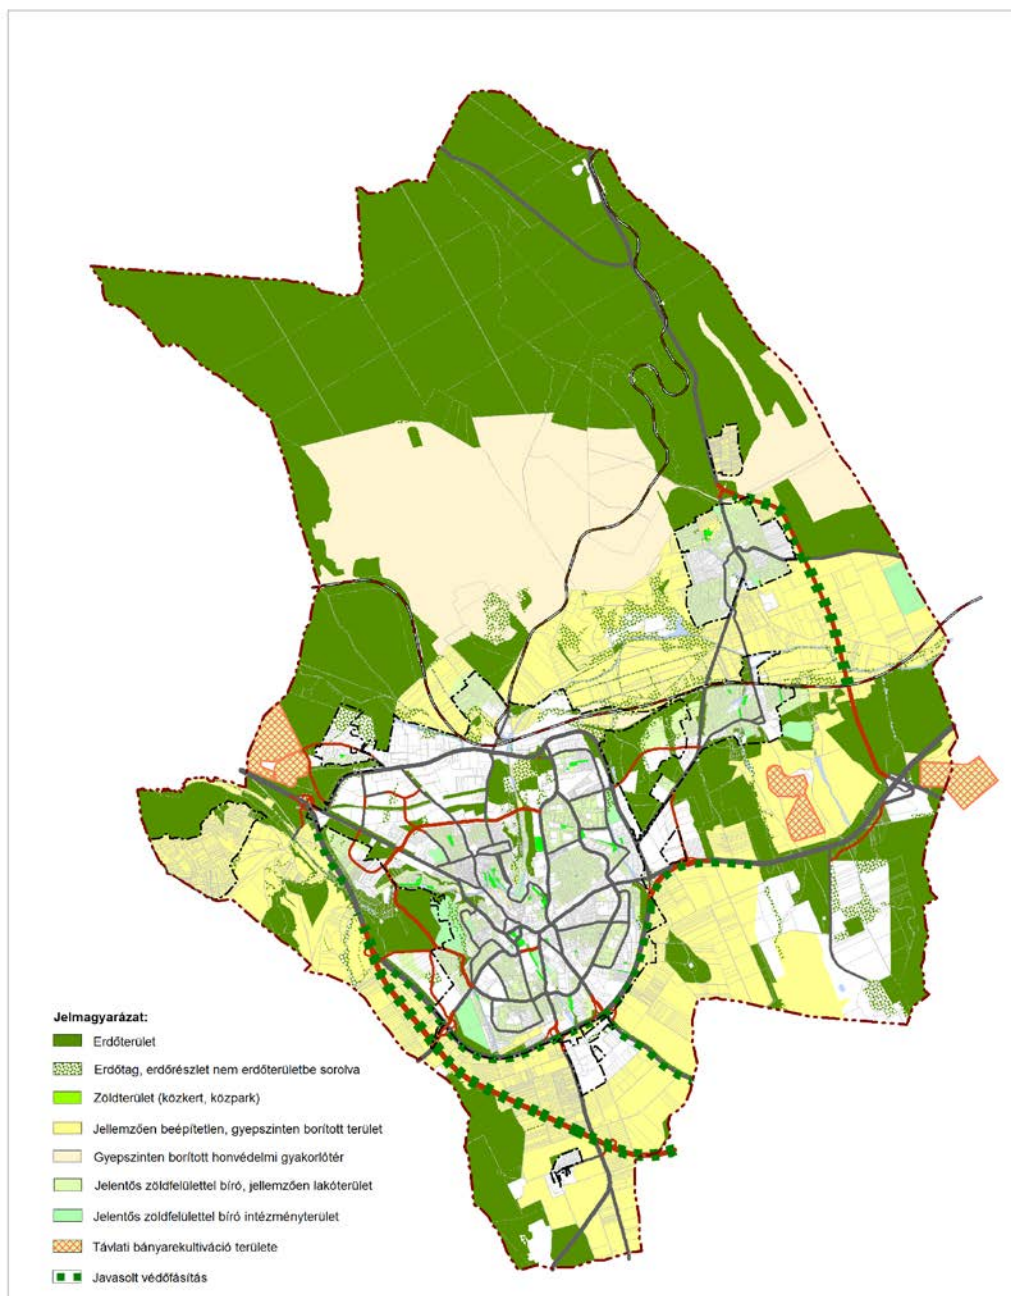 Jelmagyarázat:
Erdőterület
Erdőtag, erdőrészlet nem erdőterületbe sorolva
Zöldterület (közkert, közpark)
Jellemzően beépítetlen, gyepszinten borított terület
Gyepszinten borított honvédelmi gyakorlótér
Jelentős zöldfelülettel bíró, jellemzően lakóterület
Jelentős zöldfelülettel bíró intézményterület
Távlati bányarekultiváció területe
Javasolt védőfásítás